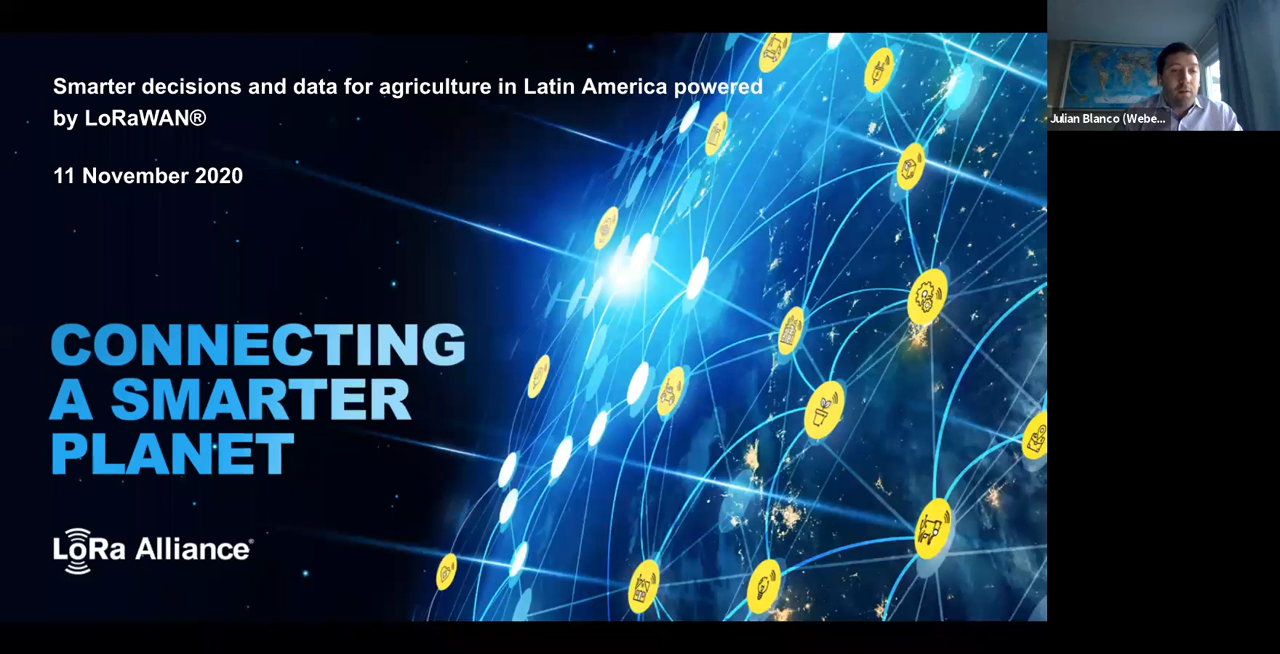 Smarter decisions and data for agriculture in Latin America powered
by LoRaWAN®
11 November 2020
CONNECTING
A SMARTER
PLANET
LoRa Alliance®
Julian Blanco (Webe...